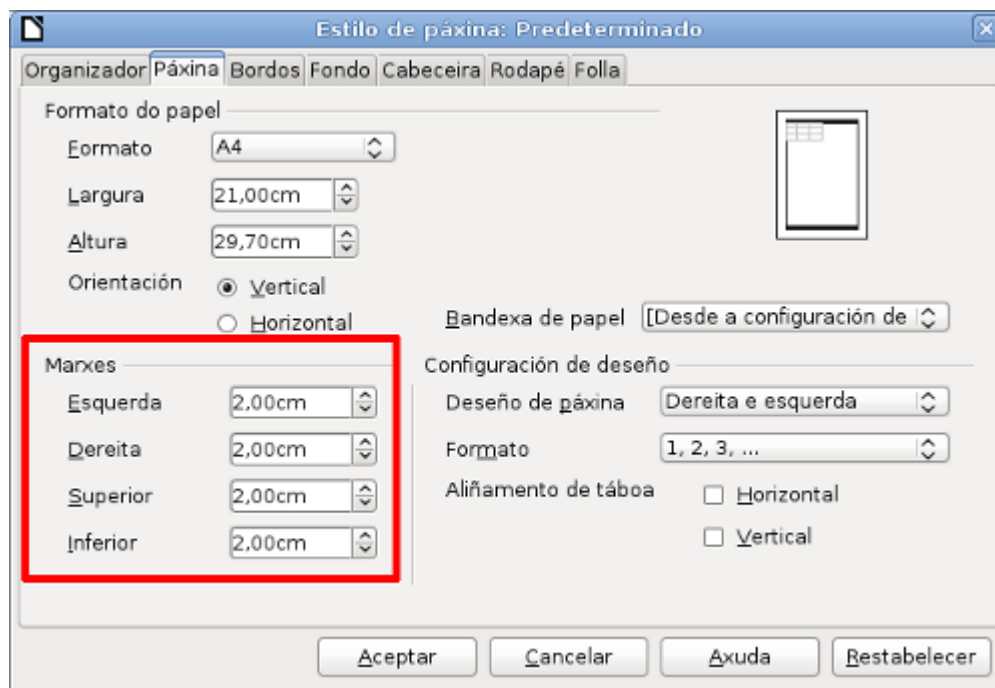 Estilo de páxina: Predeterminado
Organizador Páxina Bordos Fondo Cabeceira Rodapé Folla
Formato do papel
Formato A4
Largura 21,00cm
Altura 29,70cm
Orientación Vertical
Horizontal
Bandexa de papel [Desde a configuración de
Marxes
Esquerda 2,00cm
Dereita 2,00cm
Superior 2,00cm
Inferior 2,00cm
Configuración de deseño
Deseño de páxina Dereita e esquerda
Formato 1, 2, 3, ...
Aliñamento de táboa Horizontal
Vertical
Aceptar Cancelar Axuda Restabelecer